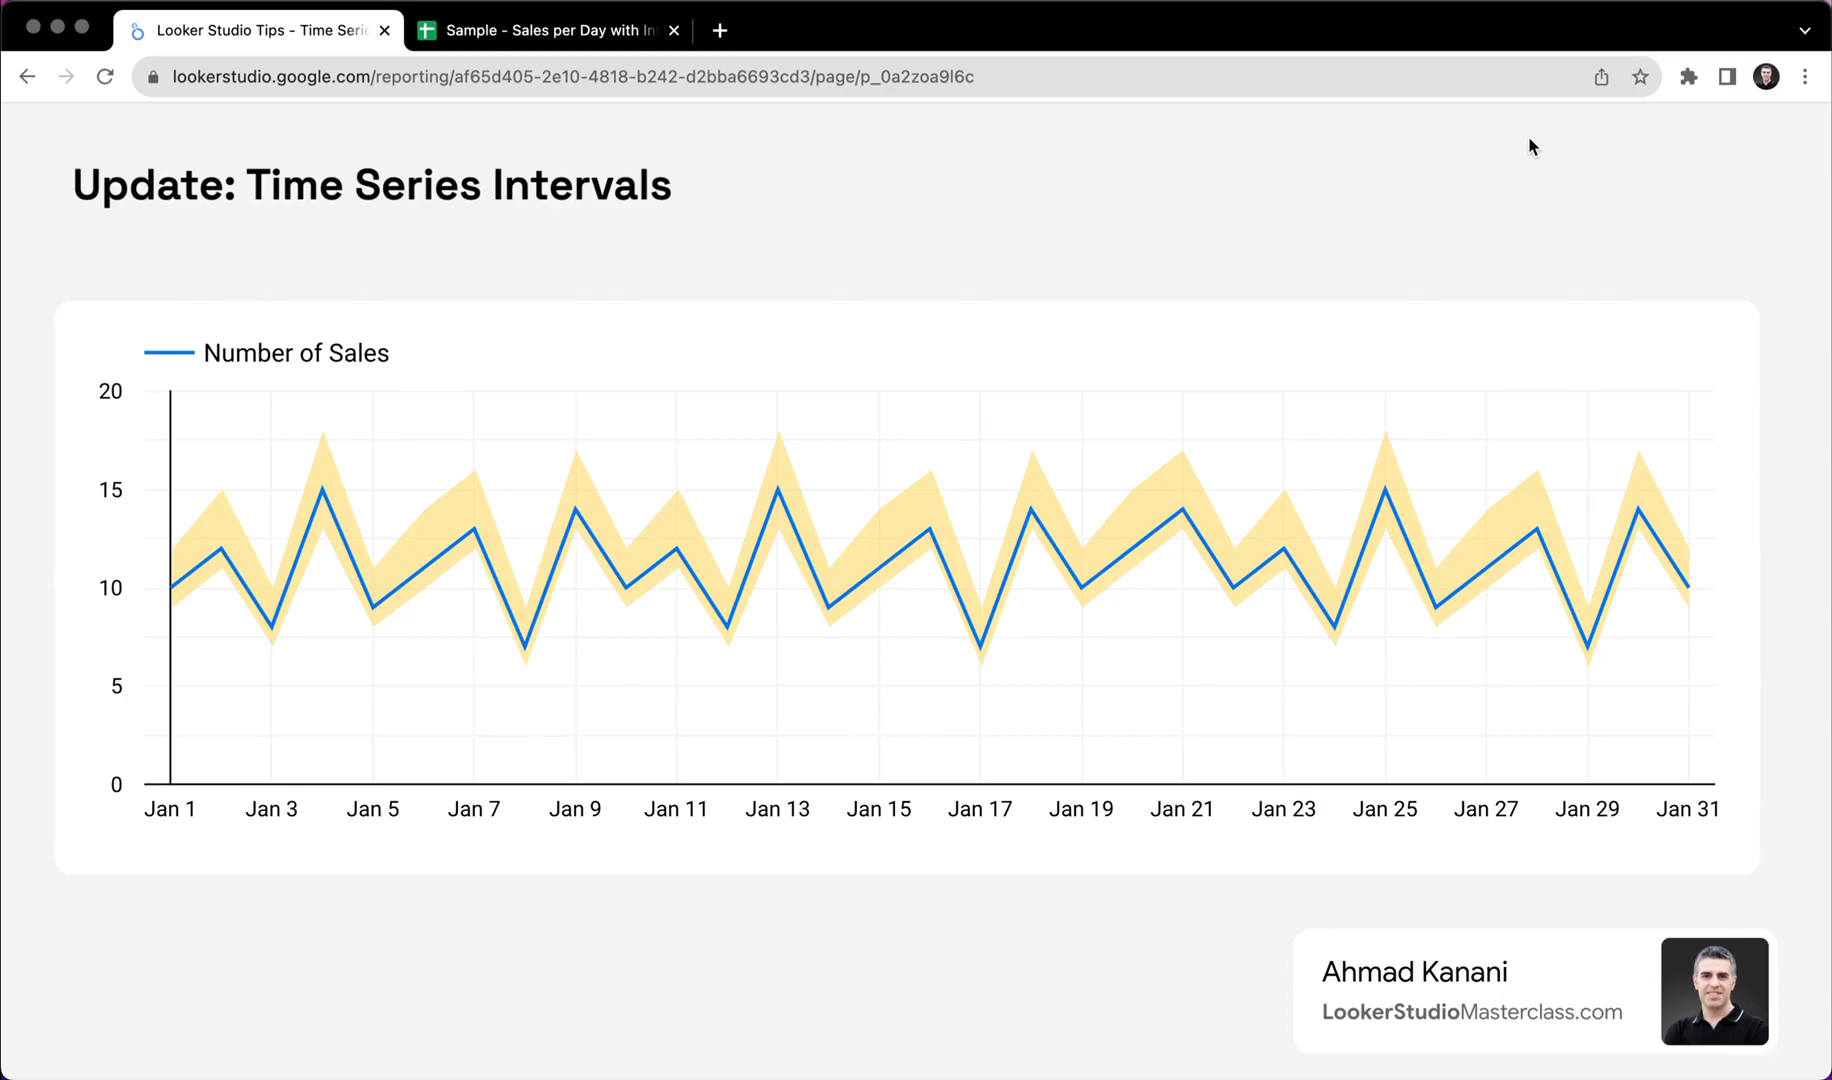 Looker Studio Tips - Time Serie
Sample - Sales per Day with In
lookerstudio.google.com/reporting/af65d405-2e10-4818-b242-d2bba6693cd3/page/p_0a2zoa9l6c
Update: Time Series Intervals
Number of Sales
20
15
10
5
0
Jan 1 Jan 3 Jan 5 Jan 7 Jan 9 Jan 11 Jan 13 Jan 15 Jan 17 Jan 19 Jan 21 Jan 23 Jan 25 Jan 27 Jan 29 Jan 31
Ahmad Kanani
LookerStudioMasterclass.com